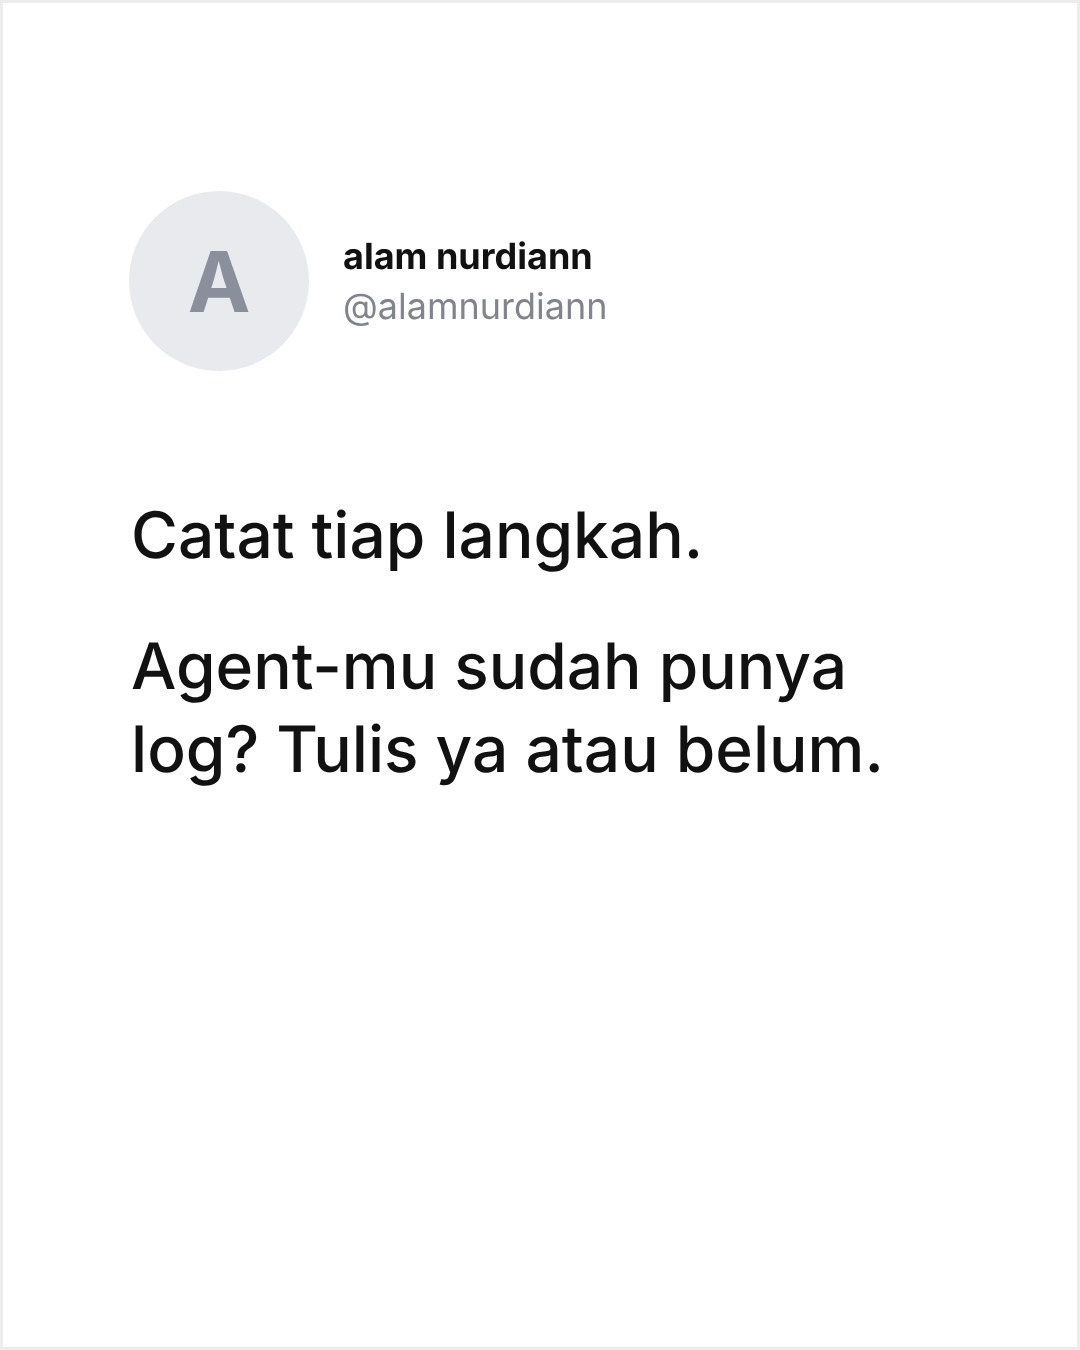 A
alam nurdiann
@alamnurdiann
Catat tiap langkah.
Agent-mu sudah punya
log? Tulis ya atau belum.